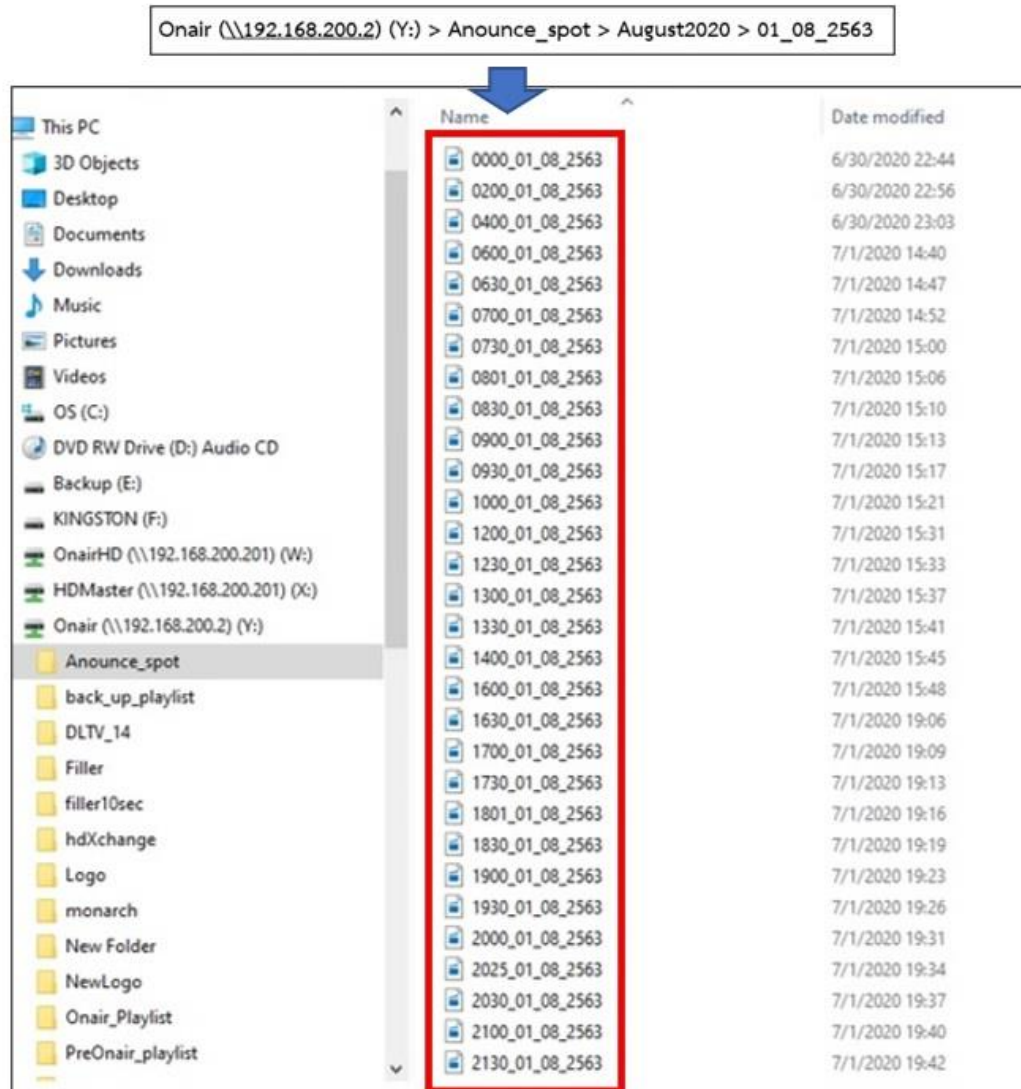 Onair (\\192.168.200.2) (Y:) > Anounce_spot > August2020 > 01_08_2563
This PC
3D Objects
Desktop
Documents
Downloads
Music
Pictures
Videos
OS (C:)
DVD RW Drive (D:) Audio CD
Backup (E:)
KINGSTON (F:)
OnairHD (\\192.168.200.201) (W:)
HDMaster (\\192.168.200.201) (X:)
Onair (\\192.168.200.2) (Y:)
Anounce_spot
back_up_playlist
DLTV_14
Filler
filler10sec
hdXchange
Logo
monarch
New Folder
NewLogo
Onair_Playlist
PreOnair_playlist
Name Date modified
0000_01_08_2563 6/30/2020 22:44
0200_01_08_2563 6/30/2020 22:56
0400_01_08_2563 6/30/2020 23:03
0600_01_08_2563 7/1/2020 14:40
0630_01_08_2563 7/1/2020 14:47
0700_01_08_2563 7/1/2020 14:52
0730_01_08_2563 7/1/2020 15:00
0801_01_08_2563 7/1/2020 15:06
0830_01_08_2563 7/1/2020 15:10
0900_01_08_2563 7/1/2020 15:13
0930_01_08_2563 7/1/2020 15:17
1000_01_08_2563 7/1/2020 15:21
1200_01_08_2563 7/1/2020 15:31
1230_01_08_2563 7/1/2020 15:33
1300_01_08_2563 7/1/2020 15:37
1330_01_08_2563 7/1/2020 15:41
1400_01_08_2563 7/1/2020 15:45
1600_01_08_2563 7/1/2020 15:48
1630_01_08_2563 7/1/2020 19:06
1700_01_08_2563 7/1/2020 19:09
1730_01_08_2563 7/1/2020 19:13
1801_01_08_2563 7/1/2020 19:16
1830_01_08_2563 7/1/2020 19:19
1900_01_08_2563 7/1/2020 19:23
1930_01_08_2563 7/1/2020 19:26
2000_01_08_2563 7/1/2020 19:31
2025_01_08_2563 7/1/2020 19:34
2030_01_08_2563 7/1/2020 19:37
2100_01_08_2563 7/1/2020 19:40
2130_01_08_2563 7/1/2020 19:42